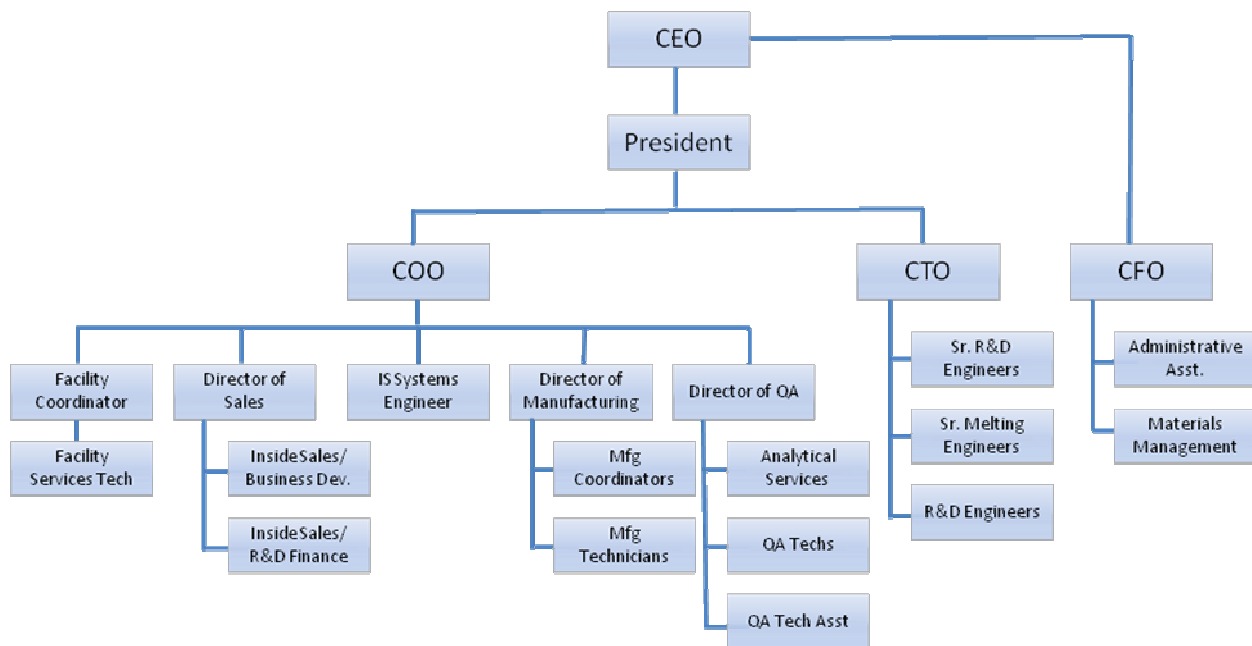 CEO
President
COO
CTO
CFO
Facility
Coordinator
Director of
Sales
IS Systems
Engineer
Director of
Manufacturing
Director of QA
Sr. R&D
Engineers
Administrative
Asst.
Facility
Services Tech
InsideSales/
Business Dev.
Mfg
Coordinators
Analytical
Services
Sr. Melting
Engineers
Materials
Management
InsideSales/
R&D Finance
Mfg
Technicians
QA Techs
R&D Engineers
QA Tech Asst